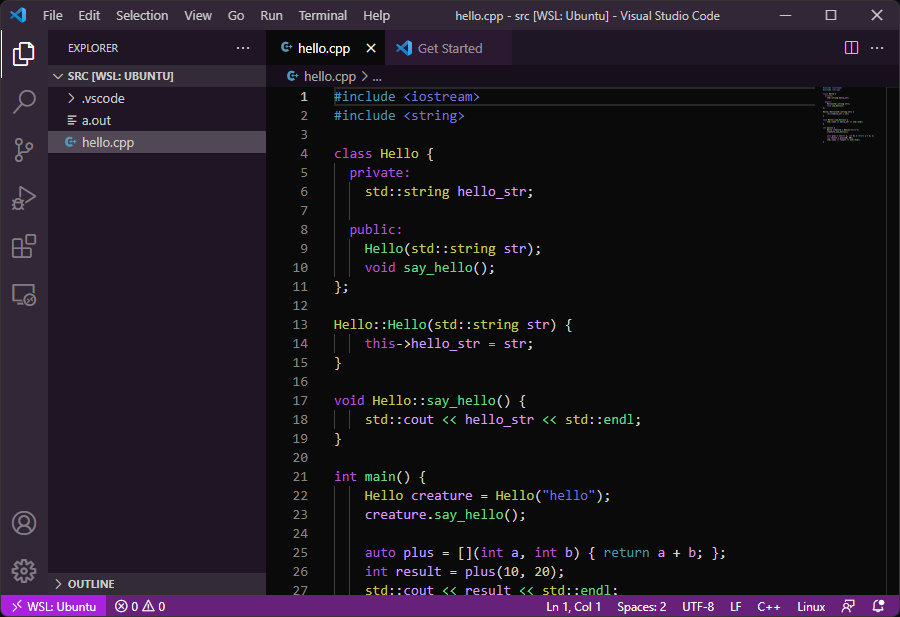 File Edit Selection View Go Run Terminal Help hello.cpp - src [WSL: Ubuntu] - Visual Studio Code
EXPLORER
SRC [WSL: UBUNTU]
.vscode
a.out
hello.cpp
OUTLINE
hello.cpp Get Started
hello.cpp > ...
1 #include <iostream>
2 #include <string>
3
4 class Hello {
5 private:
6 std::string hello_str;
7
8 public:
9 Hello(std::string str);
10 void say_hello();
11 };
12
13 Hello::Hello(std::string str) {
14 this->hello_str = str;
15 }
16
17 void Hello::say_hello() {
18 std::cout << hello_str << std::endl;
19 }
20
21 int main() {
22 Hello creature = Hello("hello");
23 creature.say_hello();
24
25 auto plus = [](int a, int b) { return a + b; };
26 int result = plus(10, 20);
27 std::cout << result << std::endl;
WSL: Ubuntu 0 0 Ln 1, Col 1 Spaces: 2 UTF-8 LF C++ Linux